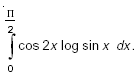 ∫₀^(Π/2) cos 2x log sin x dx.